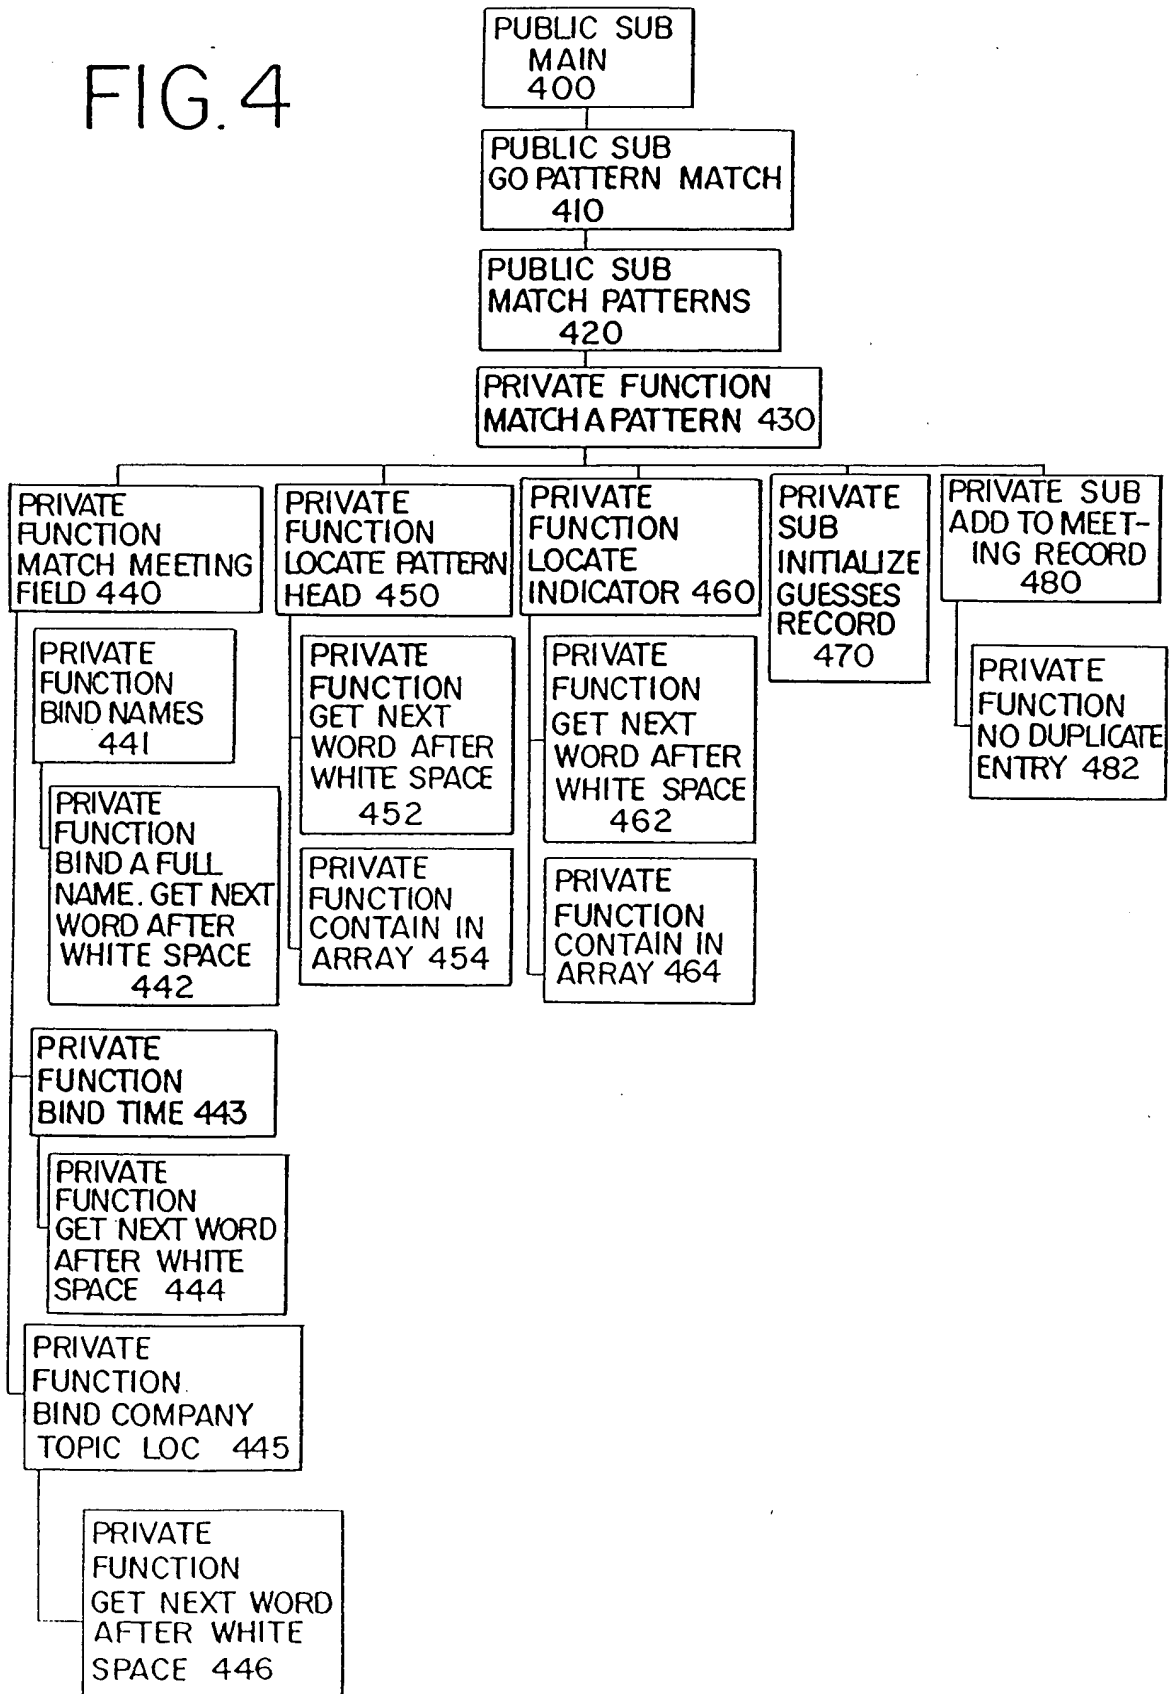 FIG. 4
PUBLIC SUB
MAIN
400
PUBLIC SUB
GO PATTERN MATCH
410
PUBLIC SUB
MATCH PATTERNS
420
PRIVATE FUNCTION
MATCH A PATTERN 430
PRIVATE
FUNCTION
MATCH MEETING
FIELD 440
PRIVATE
FUNCTION
BIND NAMES
441
PRIVATE
FUNCTION
BIND A FULL
NAME. GET NEXT
WORD AFTER
WHITE SPACE
442
PRIVATE
FUNCTION
BIND TIME 443
PRIVATE
FUNCTION
GET NEXT WORD
AFTER WHITE
SPACE 444
PRIVATE
FUNCTION
BIND COMPANY
TOPIC LOC 445
PRIVATE
FUNCTION
GET NEXT WORD
AFTER WHITE
SPACE 446
PRIVATE
FUNCTION
LOCATE PATTERN
HEAD 450
PRIVATE
FUNCTION
GET NEXT
WORD AFTER
WHITE SPACE
452
PRIVATE
FUNCTION
CONTAIN IN
ARRAY 454
PRIVATE
FUNCTION
LOCATE
INDICATOR 460
PRIVATE
FUNCTION
GET NEXT
WORD AFTER
WHITE SPACE
462
PRIVATE
FUNCTION
CONTAIN IN
ARRAY 464
PRIVATE
SUB
INITIALIZE
GUESSES
RECORD
470
PRIVATE SUB
ADD TO MEET-
ING RECORD
480
PRIVATE
FUNCTION
NO DUPLICATE
ENTRY 482